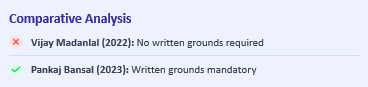 Comparative Analysis
Vijay Madanlal (2022): No written grounds required
Pankaj Bansal (2023): Written grounds mandatory